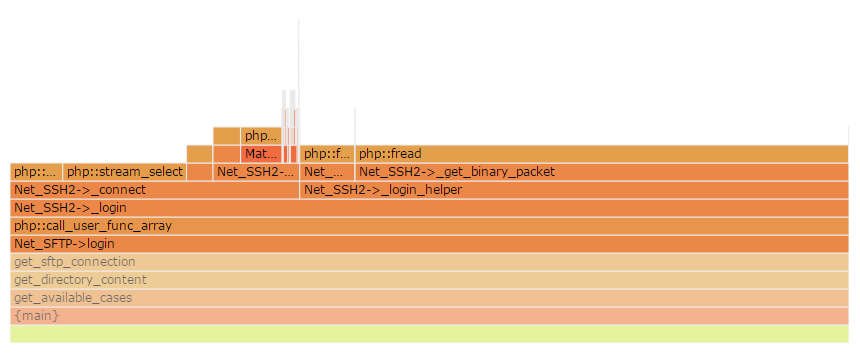 php... Mat...
php::f... php::fread
php::... php::stream_select Net_SSH2-... Net_... Net_SSH2->_get_binary_packet
Net_SSH2->_connect Net_SSH2->_login_helper
Net_SSH2->_login
php::call_user_func_array
Net_SFTP->login
get_sftp_connection
get_directory_content
get_available_cases
{main}